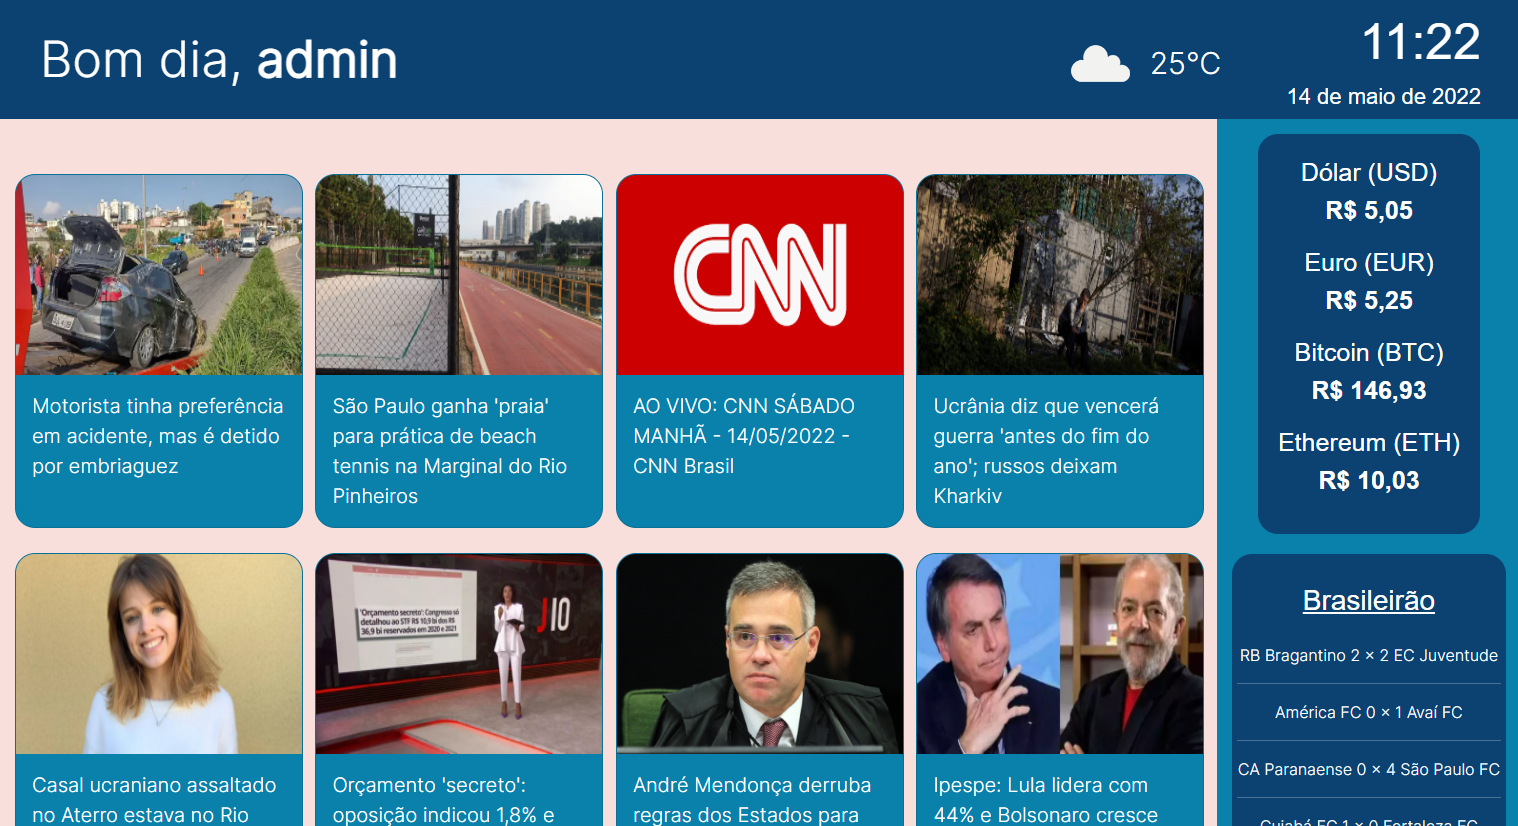 Bom dia, admin
25°C
11:22
14 de maio de 2022
CNN
Motorista tinha preferência
em acidente, mas é detido
por embriaguez
São Paulo ganha 'praia'
para prática de beach
tennis na Marginal do Rio
Pinheiros
AO VIVO: CNN SÁBADO
MANHÃ - 14/05/2022 -
CNN Brasil
Ucrânia diz que vencerá
guerra 'antes do fim do
ano'; russos deixam
Kharkiv
'Orçamento secreto': Congresso só
detalhou ao STF R$ 10,9 bi dos R$
36,9 bi reservados em 2020 e 2021
J10
Casal ucraniano assaltado
no Aterro estava no Rio
Orçamento 'secreto':
oposição indicou 1,8% e
André Mendonça derruba
regras dos Estados para
Ipespe: Lula lidera com
44% e Bolsonaro cresce
Dólar (USD)
R$ 5,05
Euro (EUR)
R$ 5,25
Bitcoin (BTC)
R$ 146,93
Ethereum (ETH)
R$ 10,03
Brasileirão
RB Bragantino 2 × 2 EC Juventude
América FC 0 × 1 Avaí FC
CA Paranaense 0 × 4 São Paulo FC
Cuiabá FC 1 × 0 Fortaleza FC